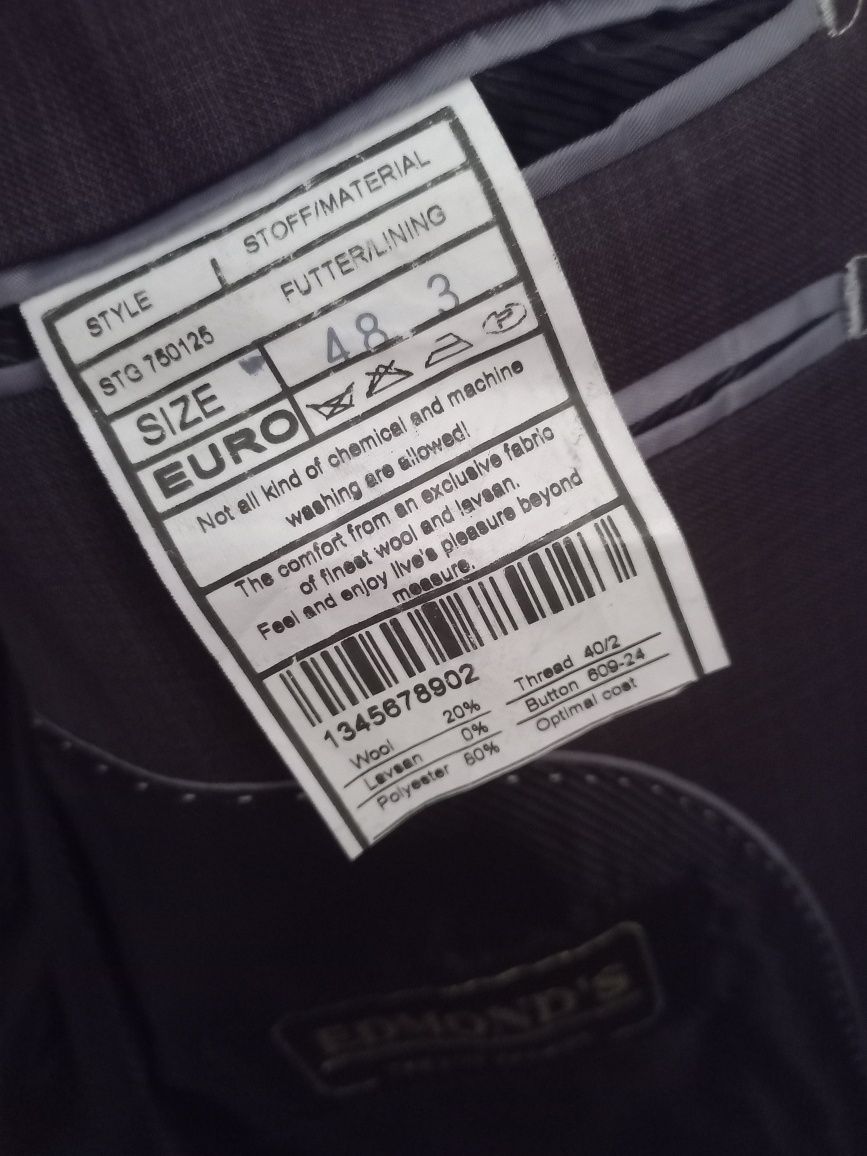 STYLE STOFF/MATERIAL
STG 750125 FUTTER/LINING
SIZE 48 3
EURO
P
Not all kind of chemical and machine
washing are allowed!
The comfort from an exclusive fabric
of finest wool and lavsan.
Feel and enjoy live's pleasure beyond
measure.
1345678902
Wool 20% Thread 40/2
Lavsan 0% Button 609-24
Polyester 80% Optimal cost
EDMOND'S